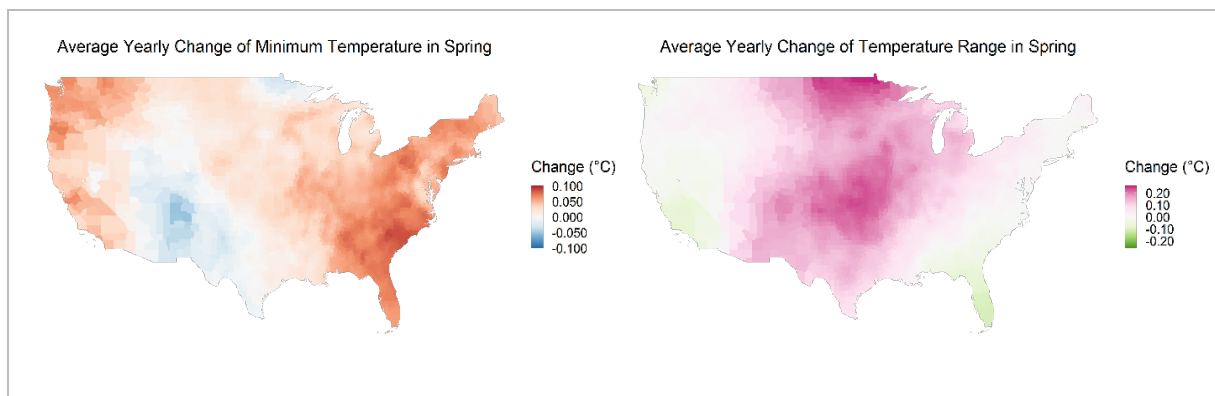 Average Yearly Change of Minimum Temperature in Spring
Change (°C)
0.100
0.050
0.000
-0.050
-0.100
Average Yearly Change of Temperature Range in Spring
Change (°C)
0.20
0.10
0.00
-0.10
-0.20